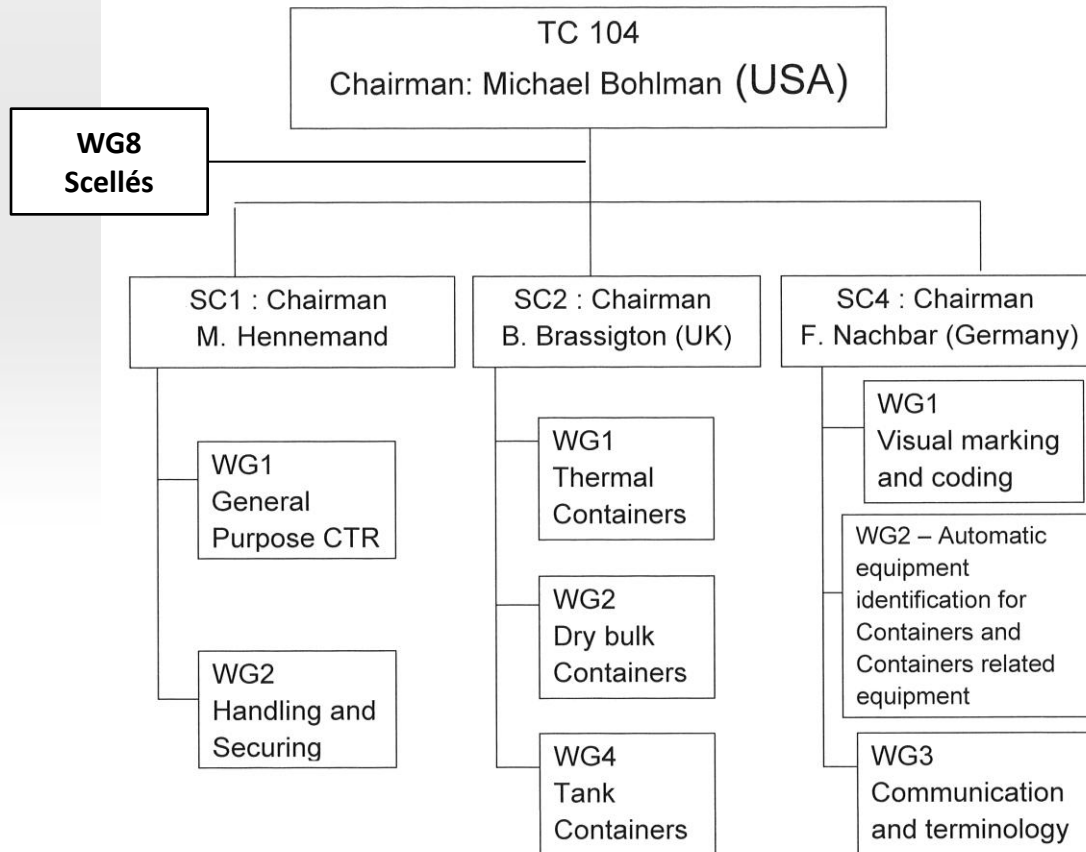 TC 104
Chairman: Michael Bohlman (USA)
WG8
Scellés
SC1 : Chairman
M. Hennemand
SC2 : Chairman
B. Brassigton (UK)
SC4 : Chairman
F. Nachbar (Germany)
WG1
General
Purpose CTR
WG2
Handling and
Securing
WG1
Thermal
Containers
WG2
Dry bulk
Containers
WG4
Tank
Containers
WG1
Visual marking
and coding
WG2 – Automatic
equipment
identification for
Containers and
Containers related
equipment
WG3
Communication
and terminology